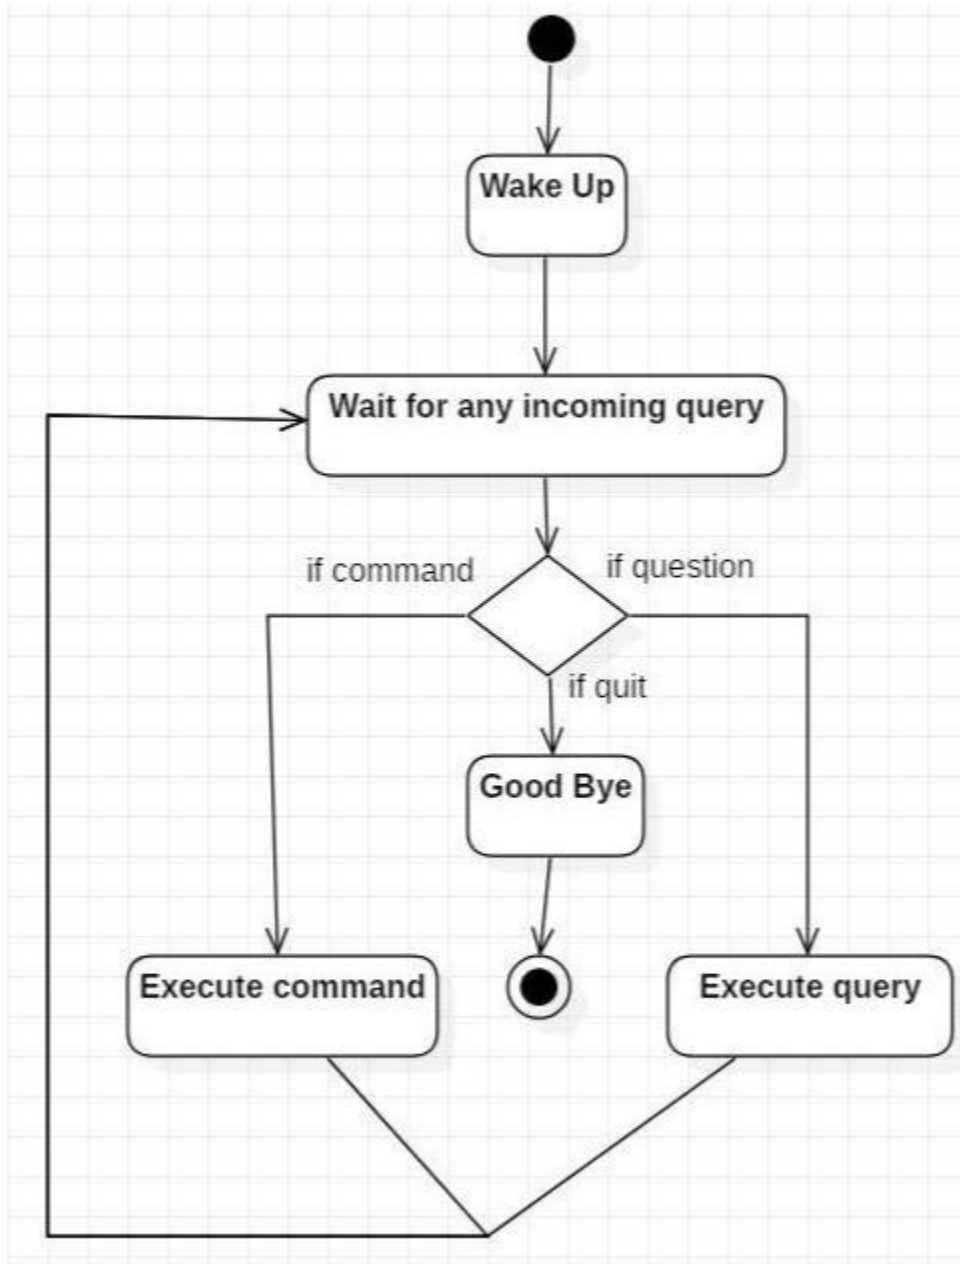 Wake Up
Wait for any incoming query
if command
if question
if quit
Good Bye
Execute command
Execute query